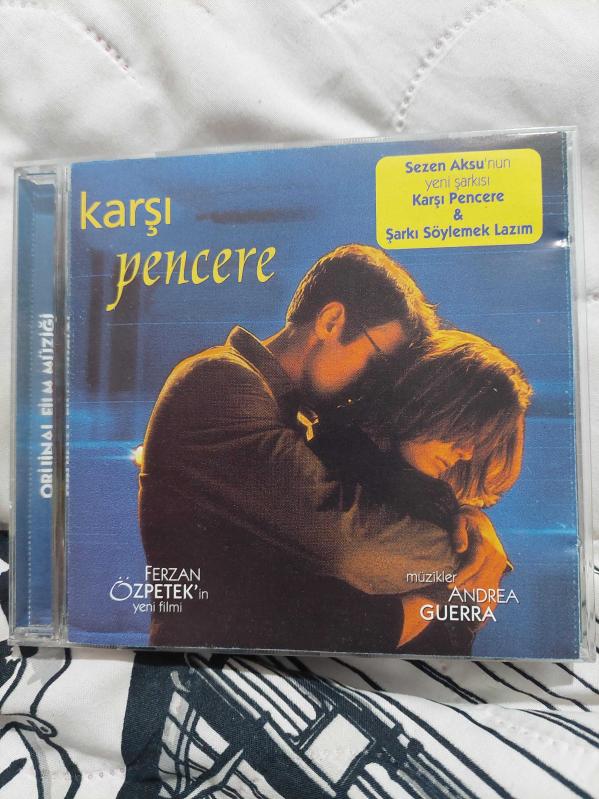 karşı
pencere
Sezen Aksu'nun
yeni şarkısı
Karşı Pencere
&
Şarkı Söylemek Lazım
ORİJİNAL FİLM MÜZİĞİ
FERZAN
ÖZPETEK'in
yeni filmi
müzikler
ANDREA
GUERRA